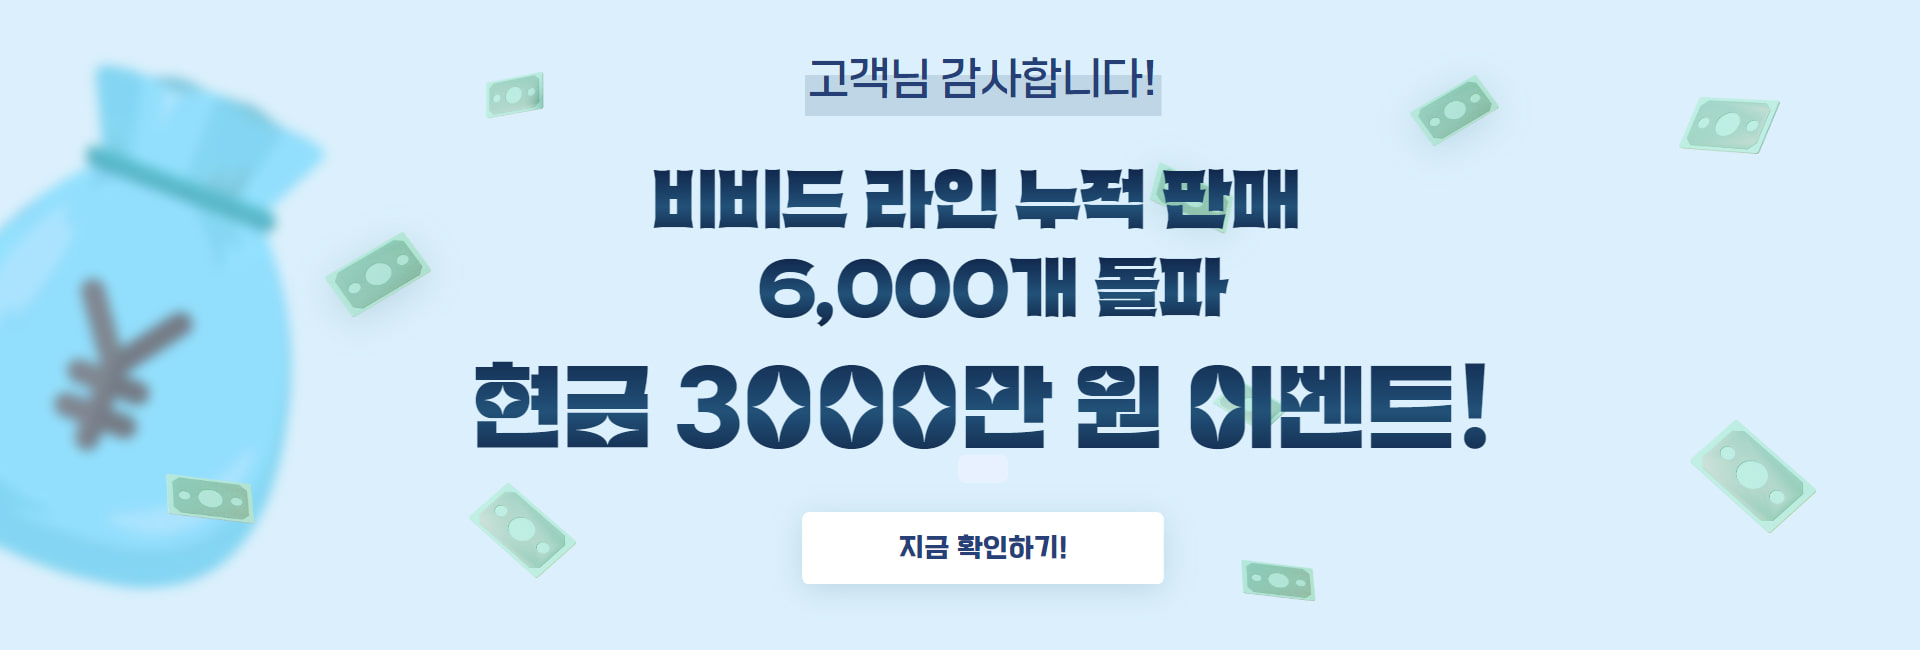 고객님 감사합니다!
비비드 라인 누적 판매
6,000개 돌파
현금 3000만 원 이벤트!
지금 확인하기!
¥